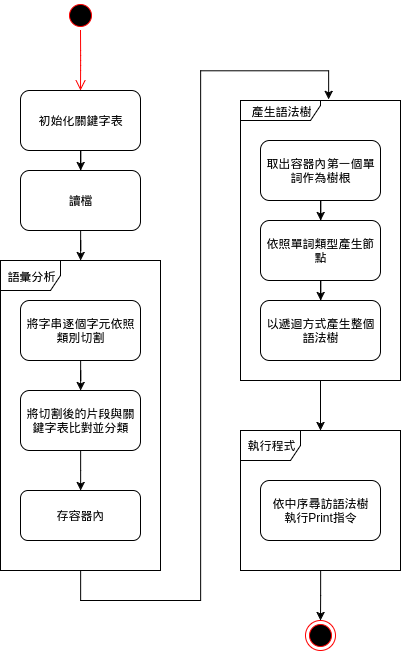 初始化關鍵字表
讀檔
語彙分析
將字串逐個字元依照
類別切割
將切割後的片段與關
鍵字表比對並分類
存容器內
產生語法樹
取出容器內第一個單
詞作為樹根
依照單詞類型產生節
點
以遞迴方式產生整個
語法樹
執行程式
依中序尋訪語法樹
執行Print指令